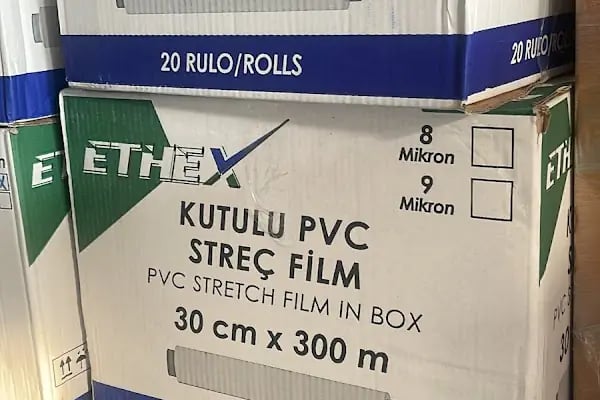 20 RULO/ROLLS
20 RULO/ROLLS
ETHEX
8
Mikron
9
Mikron
KUTULU PVC
STREÇ FİLM
PVC STRETCH FILM IN BOX
30 cm x 300 m